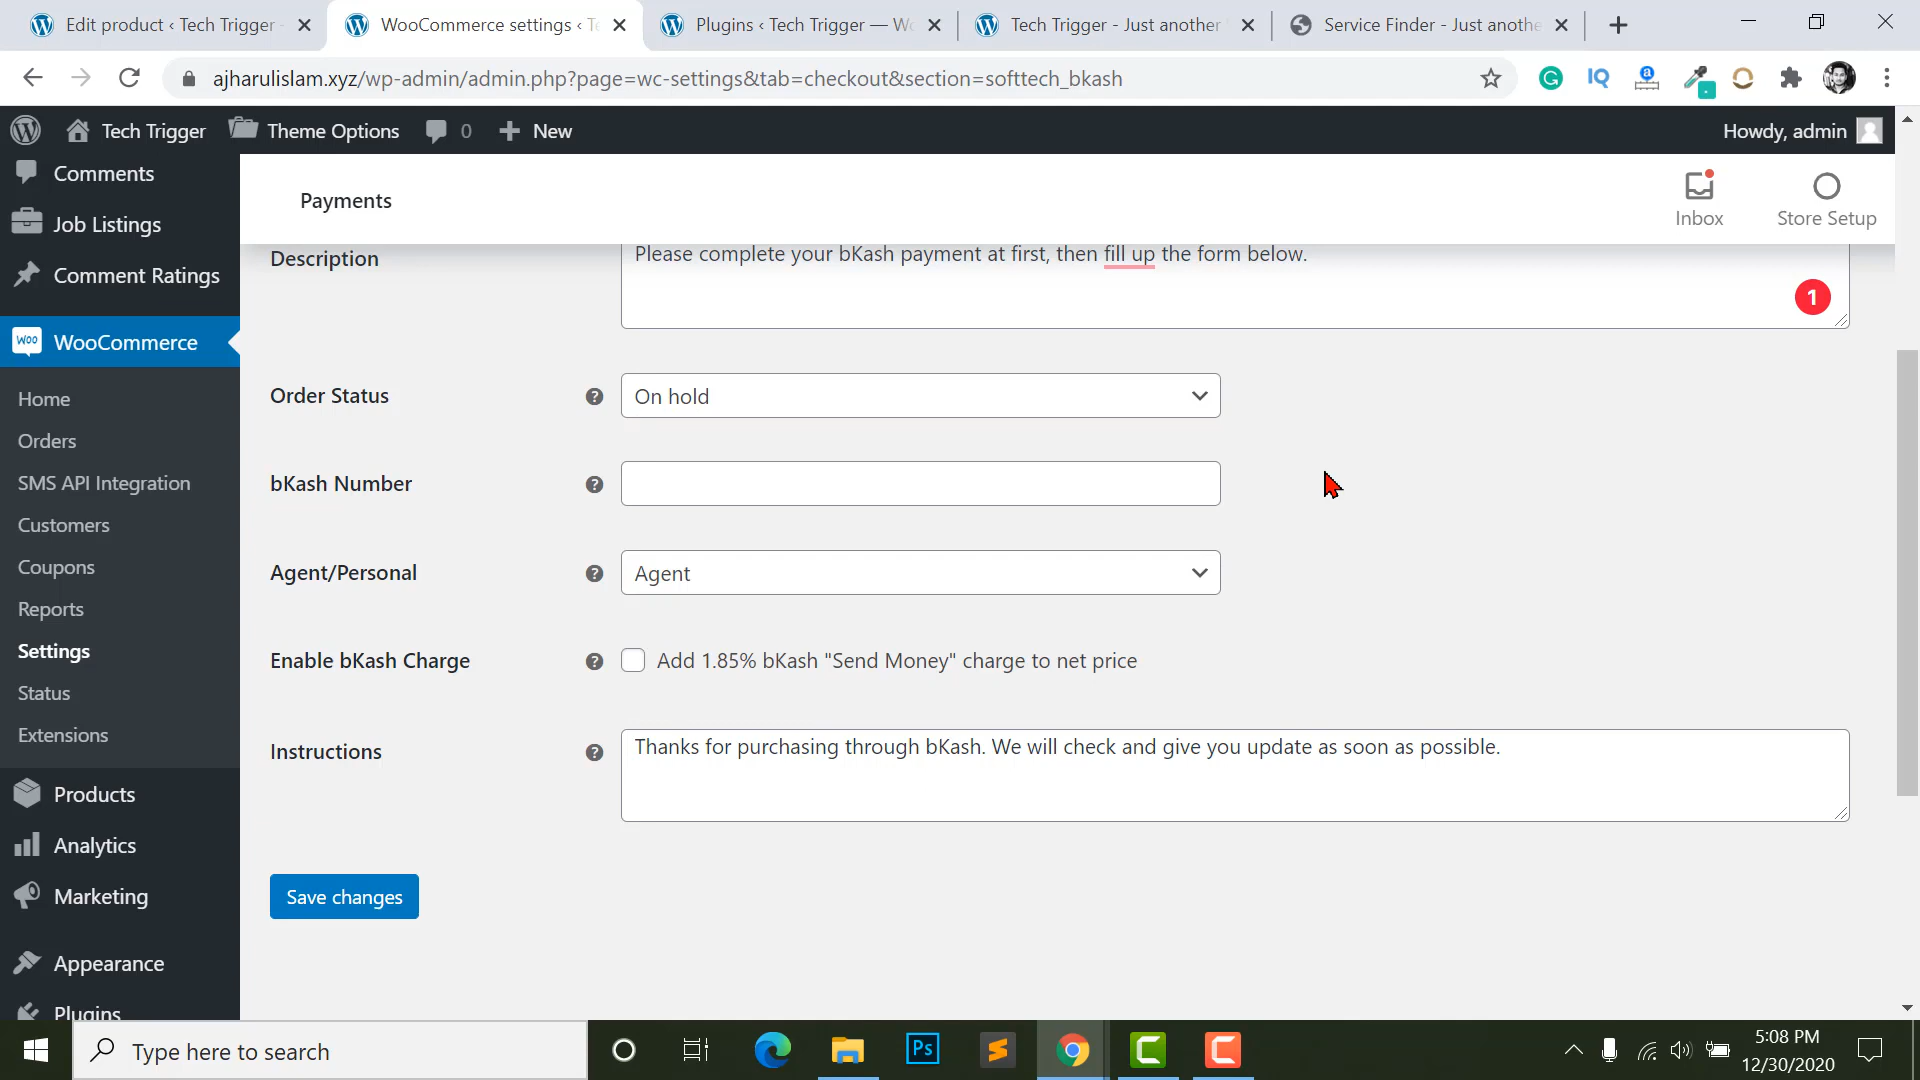 Edit product ‹ Tech Trigger
WooCommerce settings ‹ Te
Plugins ‹ Tech Trigger — Wo
Tech Trigger - Just another
Service Finder - Just anothe
ajharulislam.xyz/wp-admin/admin.php?page=wc-settings&tab=checkout&section=softtech_bkash
IQ
a
Tech Trigger
Theme Options
0
New
Howdy, admin
Comments
Job Listings
Comment Ratings
Woo
WooCommerce
Home
Orders
SMS API Integration
Customers
Coupons
Reports
Settings
Status
Extensions
Products
Analytics
Marketing
Appearance
Plugins
Payments
Inbox
Store Setup
Description
Please complete your bKash payment at first, then fill up the form below.
1
Order Status
On hold
bKash Number
Agent/Personal
Agent
Enable bKash Charge
Add 1.85% bKash "Send Money" charge to net price
Instructions
Thanks for purchasing through bKash. We will check and give you update as soon as possible.
Save changes
Type here to search
Ps
5:08 PM
12/30/2020